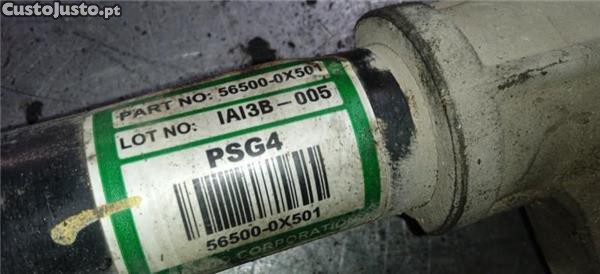 CustoJusto.pt
PART NO: 56500-0X501
LOT NO: IAI3B-005
PSG4
56500-0X501
CORPORATION